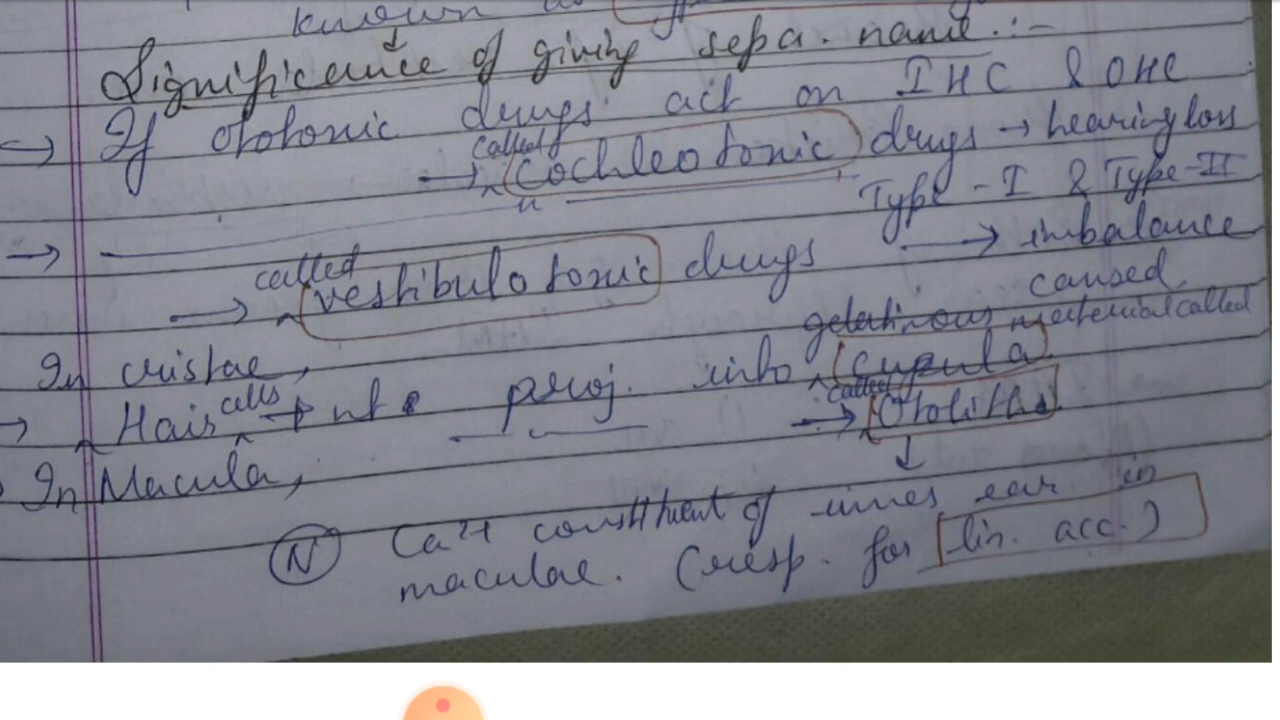 known as
Significance of giving sepa. name :-
→ If ototoxic drugs act on IHC & OHC
→ called cochleotoxic drugs → hearing loss
→ —— Type-I & Type-II
→ called vestibulotoxic drugs → imbalance caused
In cristae, gelatinous material called
→ Hair cells → proj. into cupula
In Macula, —— called → Otoliths
↓
(N) Ca2+ constituent of inner ear in
maculae. (resp. for lin. acc.)